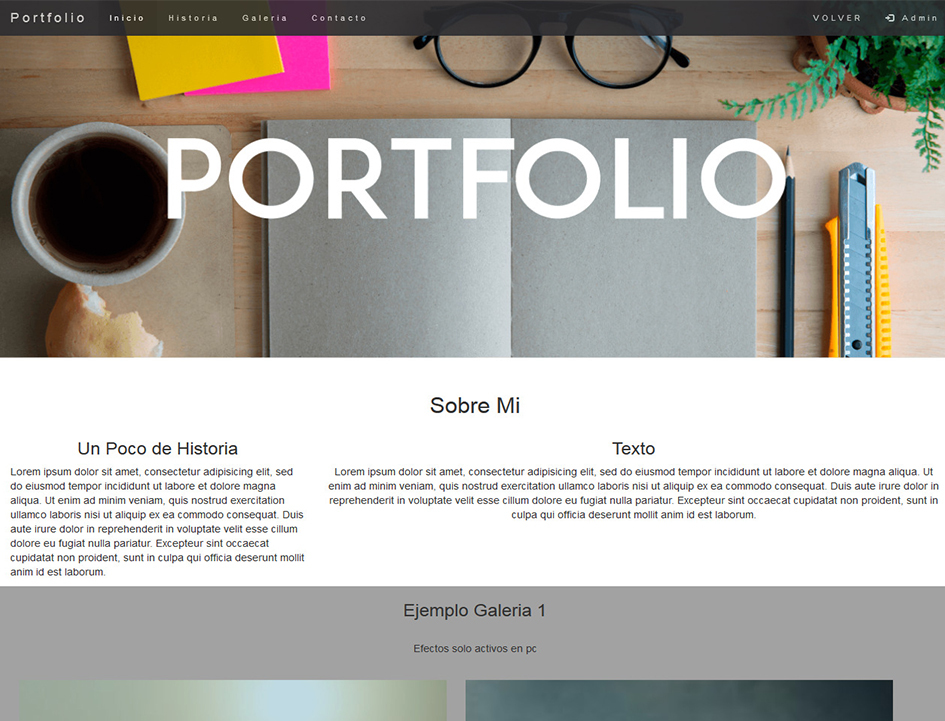 Portfolio Inicio Historia Galeria Contacto VOLVER Admin
PORTFOLIO
Sobre Mi
Un Poco de Historia
Lorem ipsum dolor sit amet, consectetur adipisicing elit, sed
do eiusmod tempor incididunt ut labore et dolore magna
aliqua. Ut enim ad minim veniam, quis nostrud exercitation
ullamco laboris nisi ut aliquip ex ea commodo consequat. Duis
aute irure dolor in reprehenderit in voluptate velit esse cillum
dolore eu fugiat nulla pariatur. Excepteur sint occaecat
cupidatat non proident, sunt in culpa qui officia deserunt mollit
anim id est laborum.
Texto
Lorem ipsum dolor sit amet, consectetur adipisicing elit, sed do eiusmod tempor incididunt ut labore et dolore magna aliqua. Ut
enim ad minim veniam, quis nostrud exercitation ullamco laboris nisi ut aliquip ex ea commodo consequat. Duis aute irure dolor in
reprehenderit in voluptate velit esse cillum dolore eu fugiat nulla pariatur. Excepteur sint occaecat cupidatat non proident, sunt in
culpa qui officia deserunt mollit anim id est laborum.
Ejemplo Galeria 1
Efectos solo activos en pc